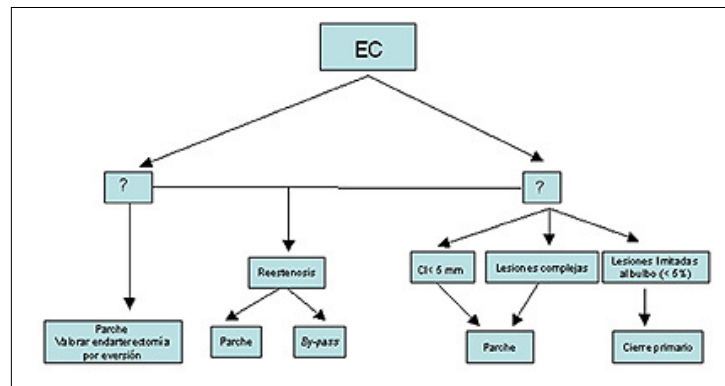 EC
?
?
Reestenosis
CI< 5 mm
Lesiones complejas
Lesiones limitadas
al bulbo (< 5%)
Parche
Valorar endarterectomía
por eversión
Parche
By-pass
Parche
Cierre primario